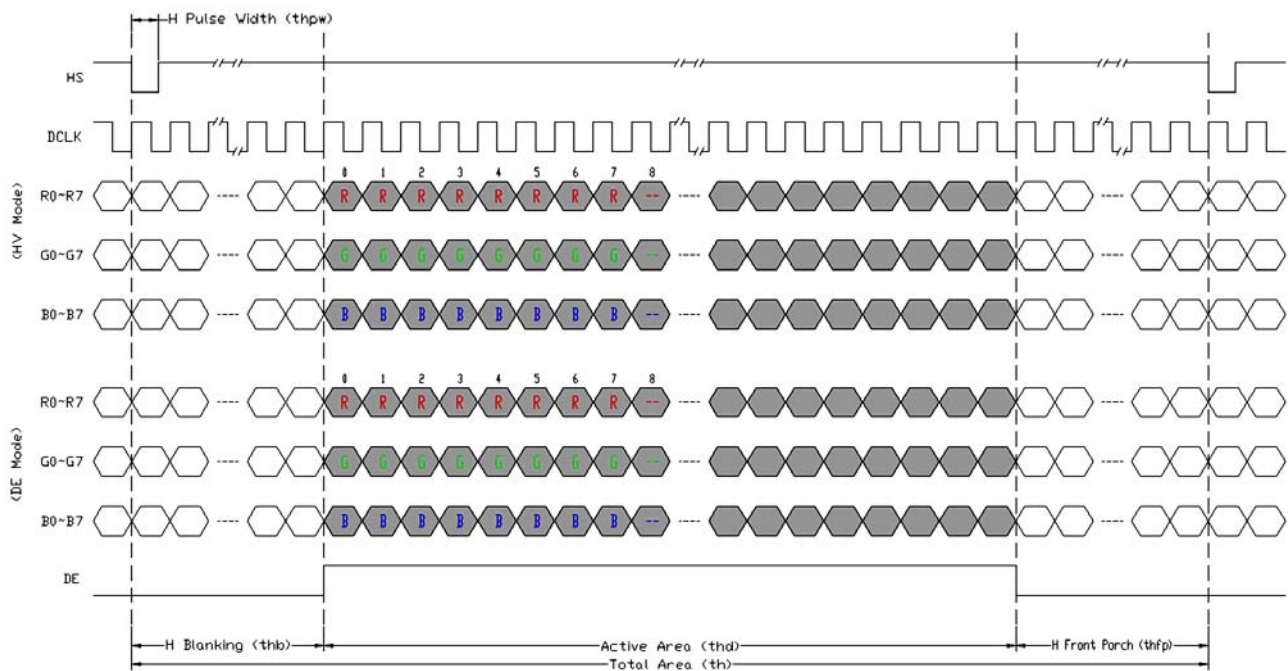 H Pulse Width (thpw)
HS
DCLK
(HV Mode)
0 1 2 3 4 5 6 7 8
R0~R7 ---- R R R R R R R R -- ---- ----
G0~G7 ---- G G G G G G G G -- ---- ----
B0~B7 ---- B B B B B B B B -- ---- ----
(DE Mode)
0 1 2 3 4 5 6 7 8
R0~R7 ---- R R R R R R R R -- ---- ----
G0~G7 ---- G G G G G G G G -- ---- ----
B0~B7 ---- B B B B B B B B -- ---- ----
DE
H Blanking (thb) Active Area (thd) H Front Porch (thfp)
Total Area (th)